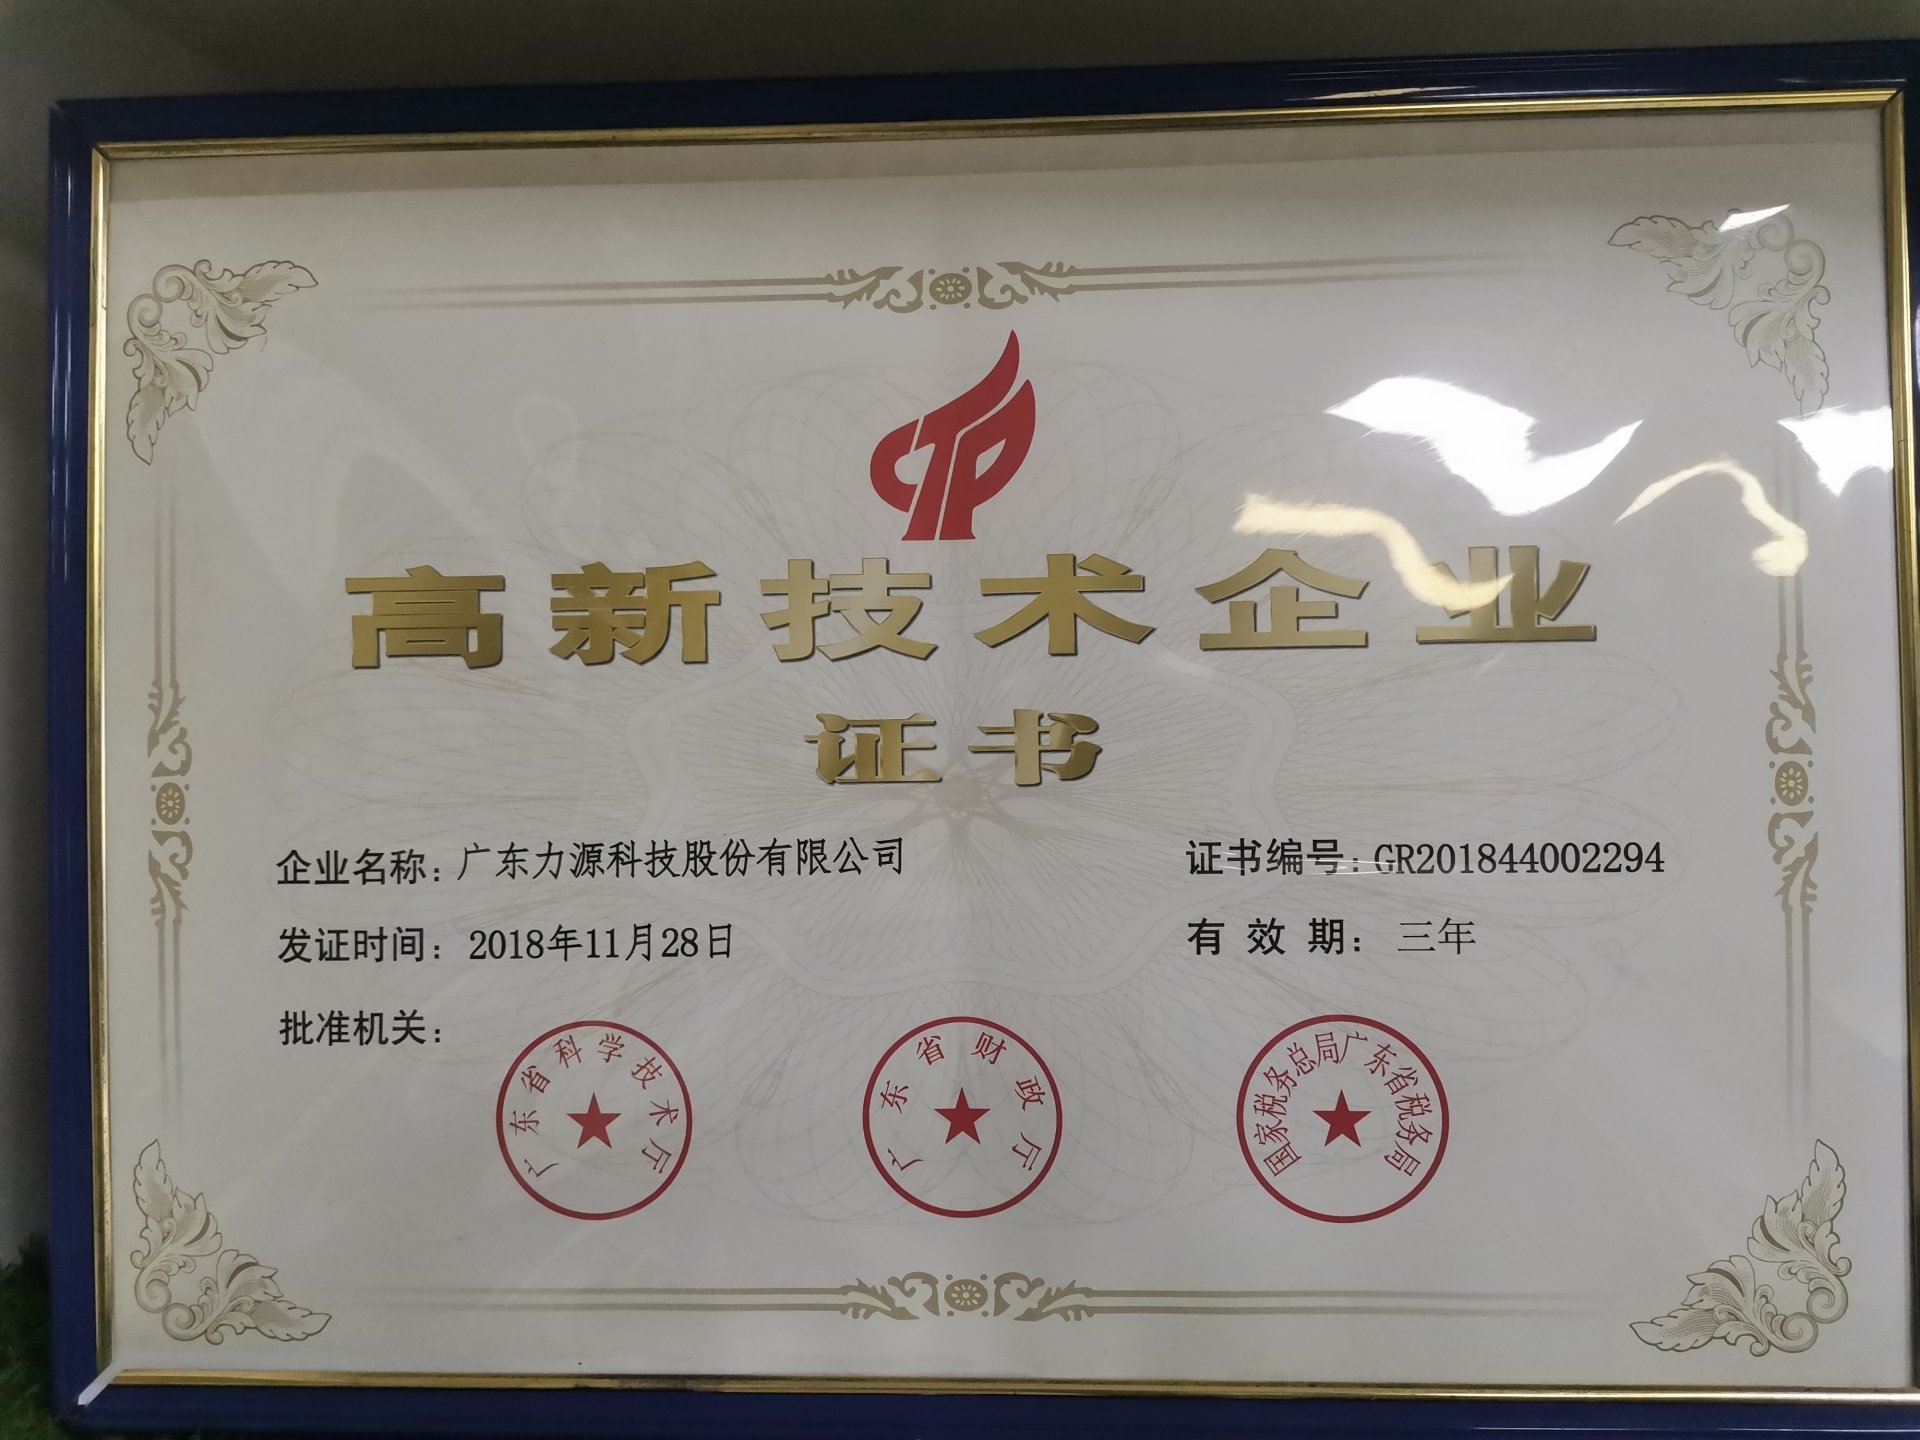 CTP
高新技术企业
证书
企业名称：广东力源科技股份有限公司
证书编号：GR201844002294
发证时间：2018年11月28日
有效期：三年
批准机关：
广东省科学技术厅
广东省财政厅
国家税务总局广东省税务局